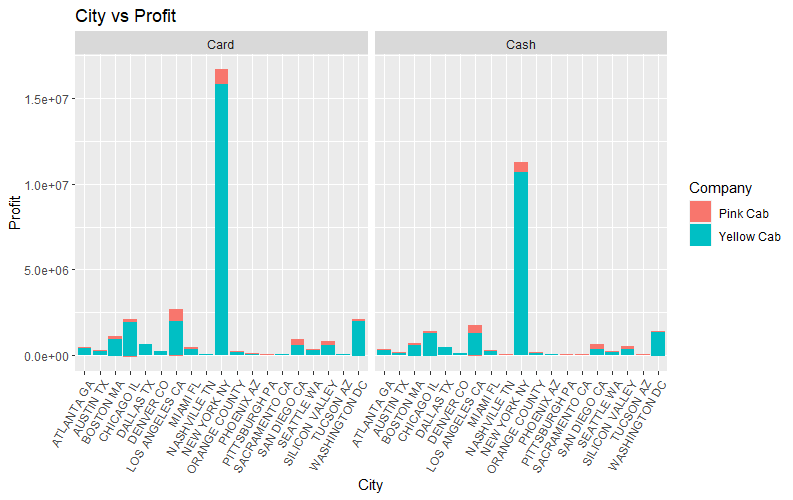 City vs Profit
Card
Cash
Profit
1.5e+07
1.0e+07
5.0e+06
0.0e+00
ATLANTA GA
AUSTIN TX
BOSTON MA
CHICAGO IL
DALLAS TX
DENVER CO
LOS ANGELES CA
MIAMI FL
NASHVILLE TN
NEW YORK NY
ORANGE COUNTY
PHOENIX AZ
PITTSBURGH PA
SACRAMENTO CA
SAN DIEGO CA
SEATTLE WA
SILICON VALLEY
TUCSON AZ
WASHINGTON DC
ATLANTA GA
AUSTIN TX
BOSTON MA
CHICAGO IL
DALLAS TX
DENVER CO
LOS ANGELES CA
MIAMI FL
NASHVILLE TN
NEW YORK NY
ORANGE COUNTY
PHOENIX AZ
PITTSBURGH PA
SACRAMENTO CA
SAN DIEGO CA
SEATTLE WA
SILICON VALLEY
TUCSON AZ
WASHINGTON DC
City
Company
Pink Cab
Yellow Cab